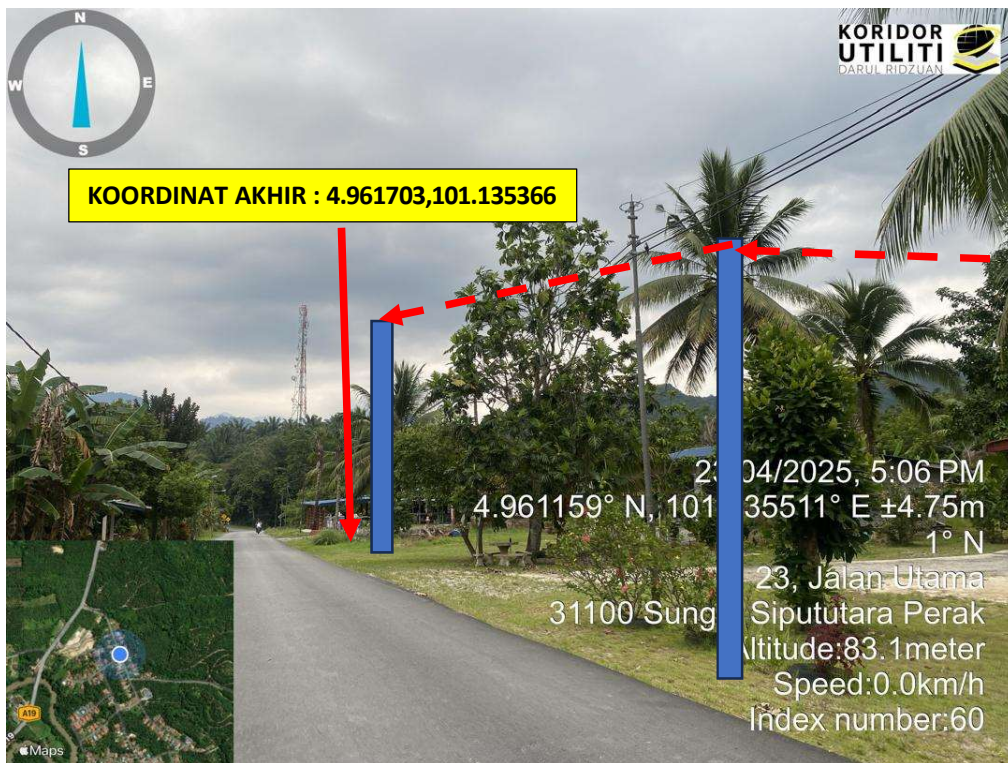 N
W
E
S
KORIDOR
UTILITI
DARUL RIDZUAN
KOORDINAT AKHIR : 4.961703,101.135366
23/04/2025, 5:06 PM
4.961159° N, 101 35511° E ±4.75m
1° N
23, Jalan Utama
31100 Sung Sipututara Perak
Altitude:83.1meter
Speed:0.0km/h
Index number:60
A19
19
Maps